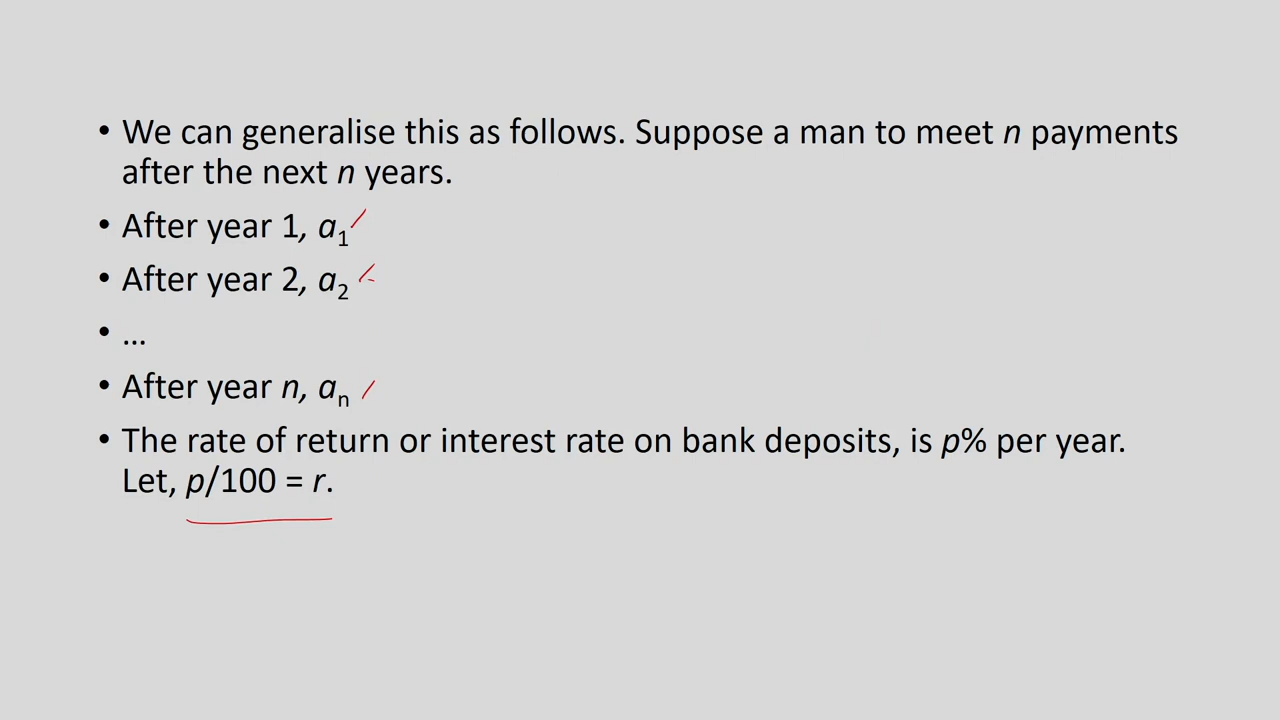 • We can generalise this as follows. Suppose a man to meet n payments
after the next n years.
• After year 1, a₁
• After year 2, a₂
• ...
• After year n, aₙ
• The rate of return or interest rate on bank deposits, is p% per year.
Let, p/100 = r.